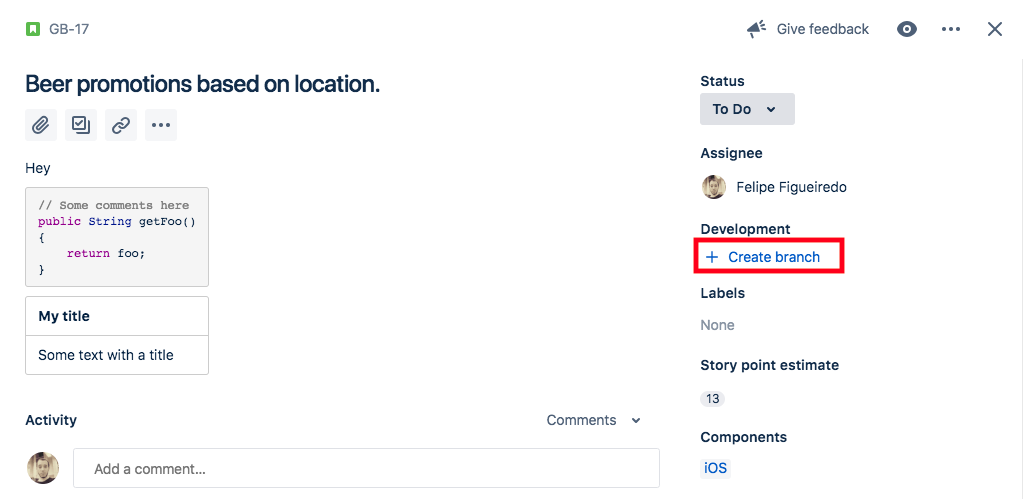 GB-17
Give feedback
Beer promotions based on location.
Hey
// Some comments here
public String getFoo()
{
    return foo;
}
My title
Some text with a title
Activity
Comments
Add a comment...
Status
To Do
Assignee
Felipe Figueiredo
Development
+ Create branch
Labels
None
Story point estimate
13
Components
iOS